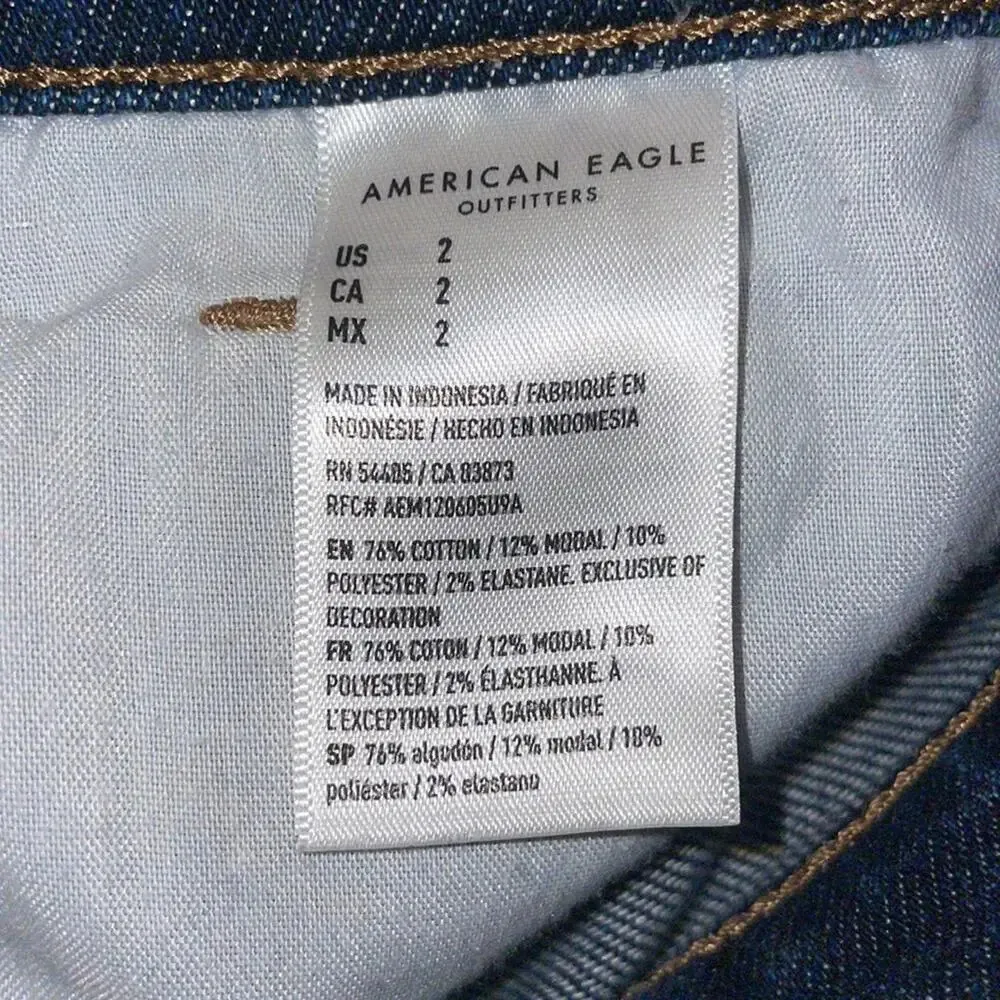 AMERICAN EAGLE
OUTFITTERS
US 2
CA 2
MX 2
MADE IN INDONESIA / FABRIQUÉ EN
INDONÉSIE / HECHO EN INDONESIA
RN 54485 / CA 03873
RFC# AEM120605U9A
EN 76% COTTON / 12% MODAL / 10%
POLYESTER / 2% ELASTANE. EXCLUSIVE OF
DECORATION
FR 76% COTON / 12% MODAL / 10%
POLYESTER / 2% ÉLASTHANNE. À
L'EXCEPTION DE LA GARNITURE
SP 76% algodón / 12% modal / 10%
poliéster / 2% elastano